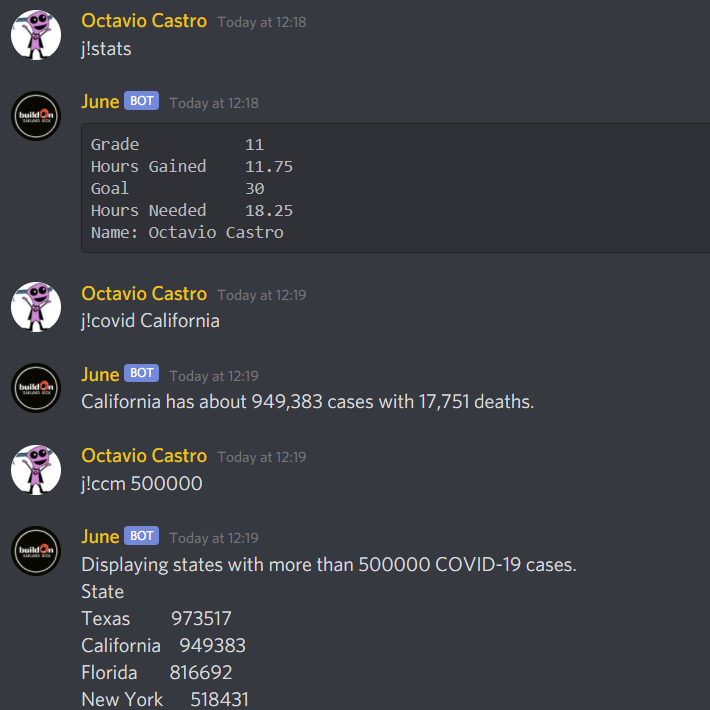 Octavio Castro Today at 12:18
j!stats
buildOn
June BOT Today at 12:18
Grade 11
Hours Gained 11.75
Goal 30
Hours Needed 18.25
Name: Octavio Castro
Octavio Castro Today at 12:19
j!covid California
buildOn
June BOT Today at 12:19
California has about 949,383 cases with 17,751 deaths.
Octavio Castro Today at 12:19
j!ccm 500000
buildOn
June BOT Today at 12:19
Displaying states with more than 500000 COVID-19 cases.
State
Texas 973517
California 949383
Florida 816692
New York 518431